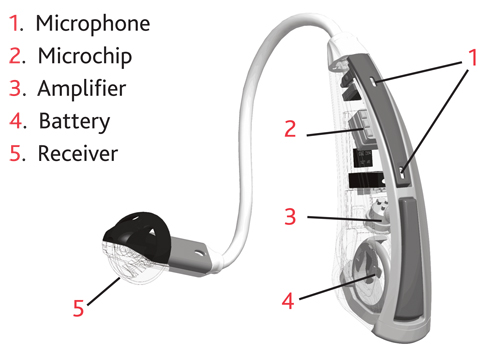 1. Microphone
2. Microchip
3. Amplifier
4. Battery
5. Receiver
1
2
3
4
5